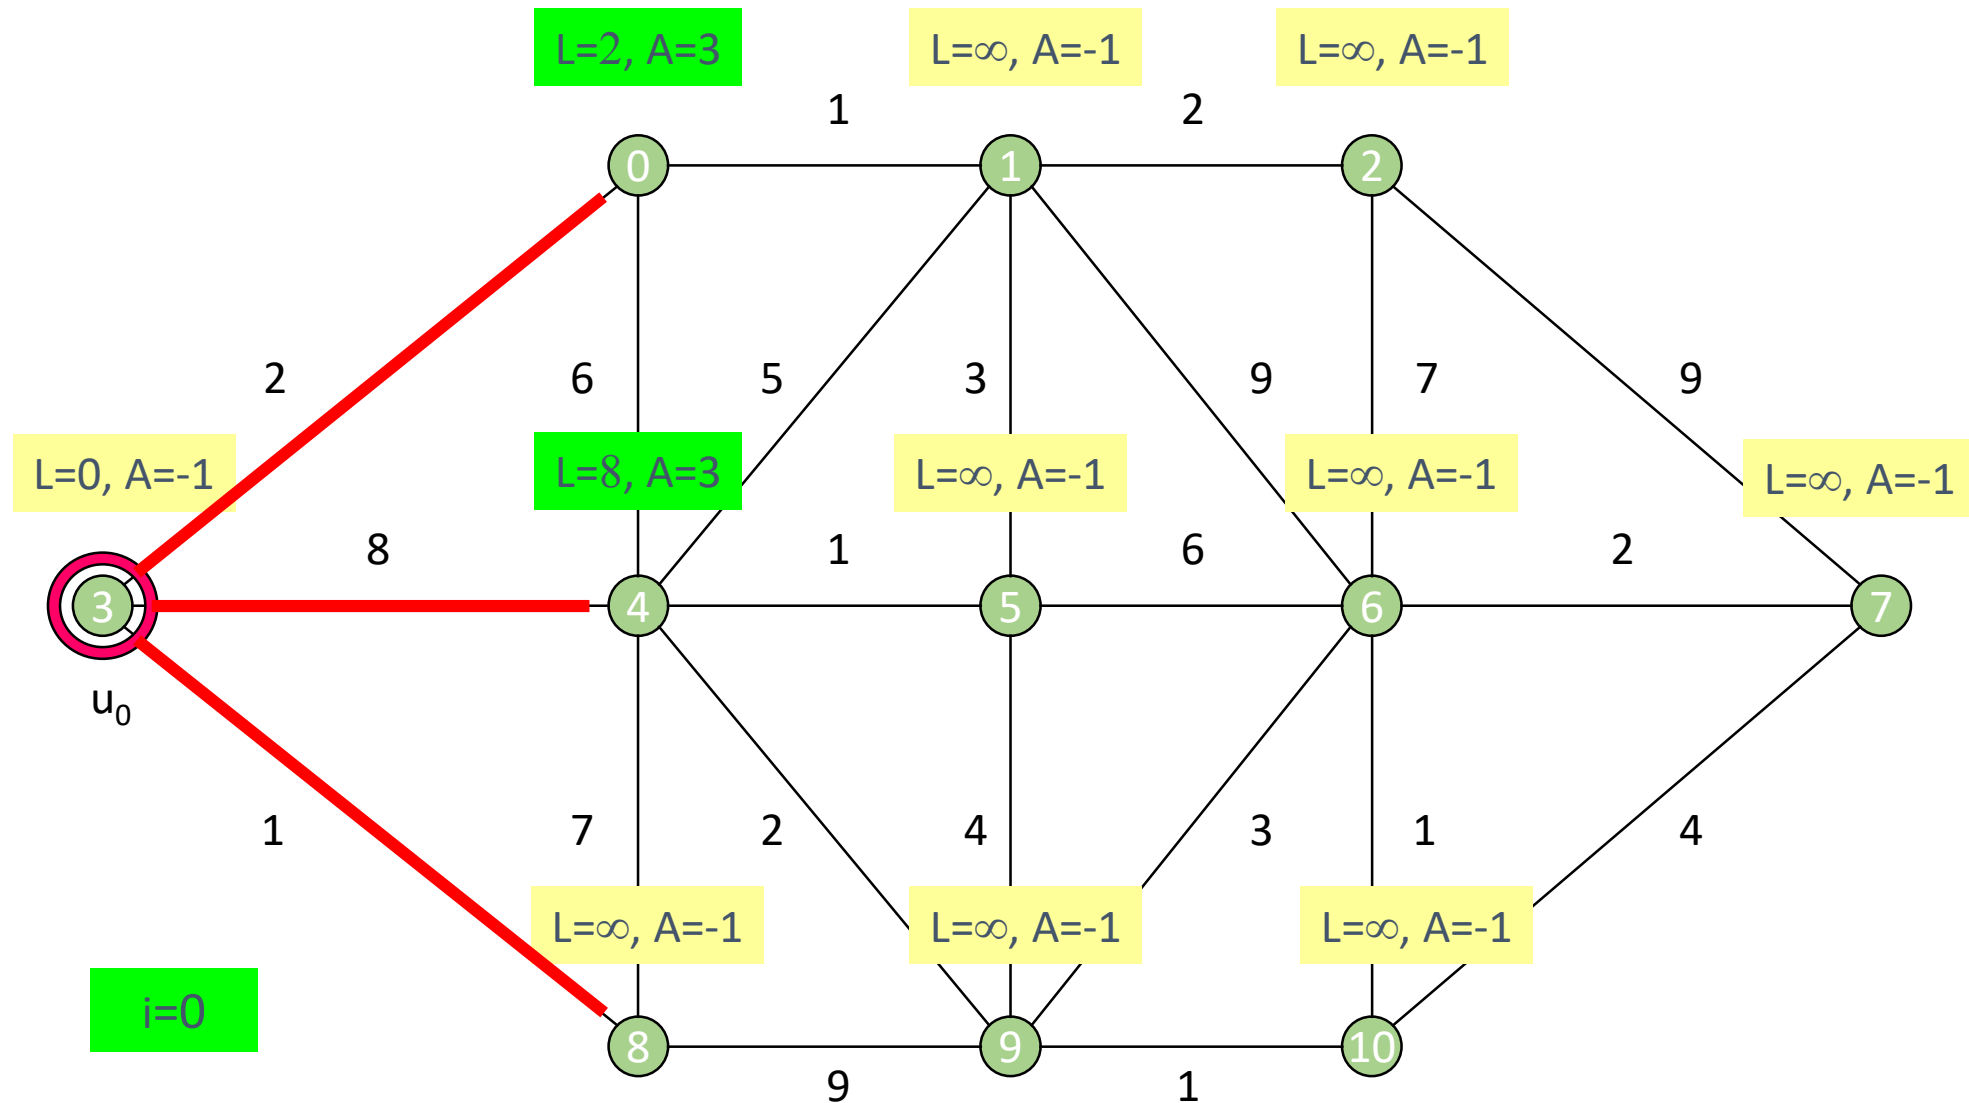 L=2, A=3 L=∞, A=-1 L=∞, A=-1
1 2
0 1 2
2 6 5 3 9 7 9
L=0, A=-1 L=8, A=3 L=∞, A=-1 L=∞, A=-1 L=∞, A=-1
8 1 6 2
3 4 5 6 7
u₀
1 7 2 4 3 1 4
L=∞, A=-1 L=∞, A=-1 L=∞, A=-1
i=0
8 9 10
9 1